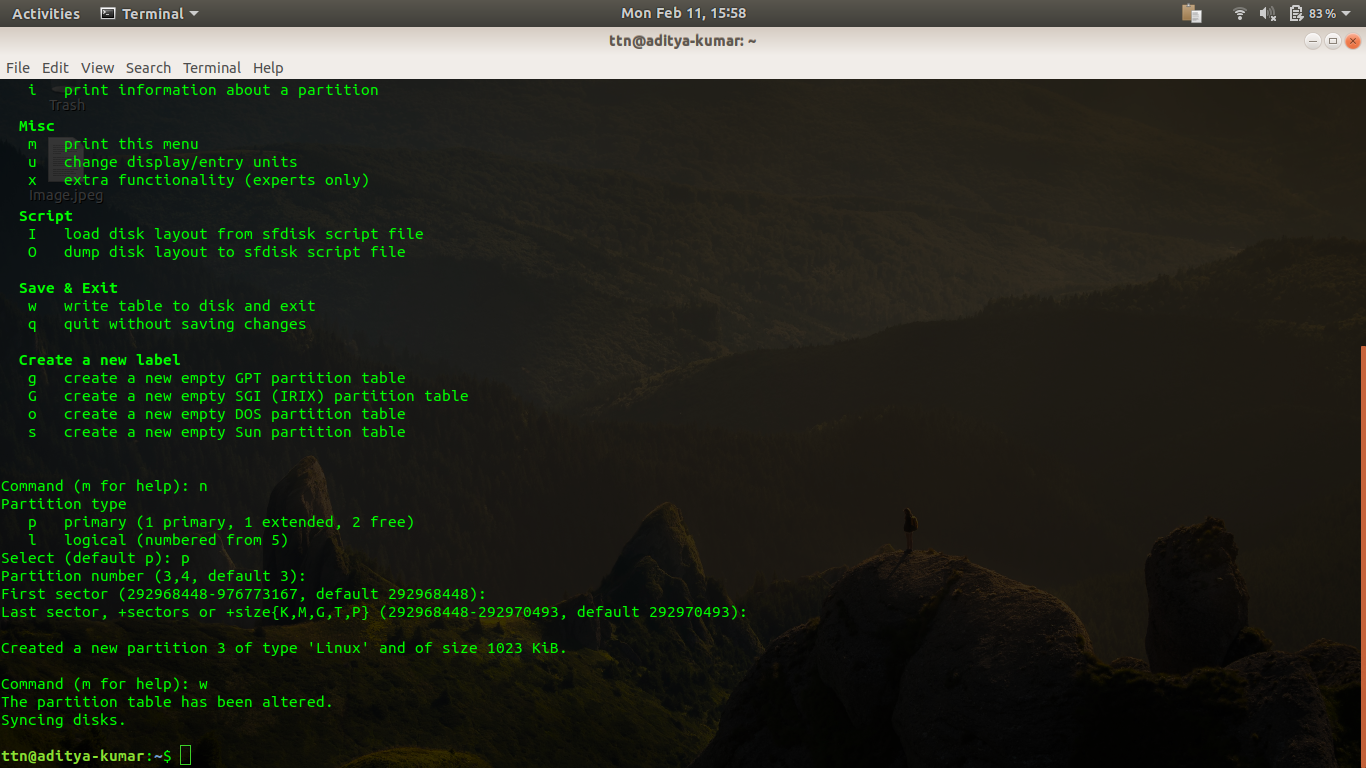 Activities Terminal Mon Feb 11, 15:58 83 %
ttn@aditya-kumar: ~
File Edit View Search Terminal Help
i print information about a partition
Trash
Misc
m print this menu
u change display/entry units
x extra functionality (experts only)
Image.jpeg
Script
I load disk layout from sfdisk script file
O dump disk layout to sfdisk script file
Save & Exit
w write table to disk and exit
q quit without saving changes
Create a new label
g create a new empty GPT partition table
G create a new empty SGI (IRIX) partition table
o create a new empty DOS partition table
s create a new empty Sun partition table
Command (m for help): n
Partition type
p primary (1 primary, 1 extended, 2 free)
l logical (numbered from 5)
Select (default p): p
Partition number (3,4, default 3):
First sector (292968448-976773167, default 292968448):
Last sector, +sectors or +size{K,M,G,T,P} (292968448-292970493, default 292970493):
Created a new partition 3 of type 'Linux' and of size 1023 KiB.
Command (m for help): w
The partition table has been altered.
Syncing disks.
ttn@aditya-kumar:~$